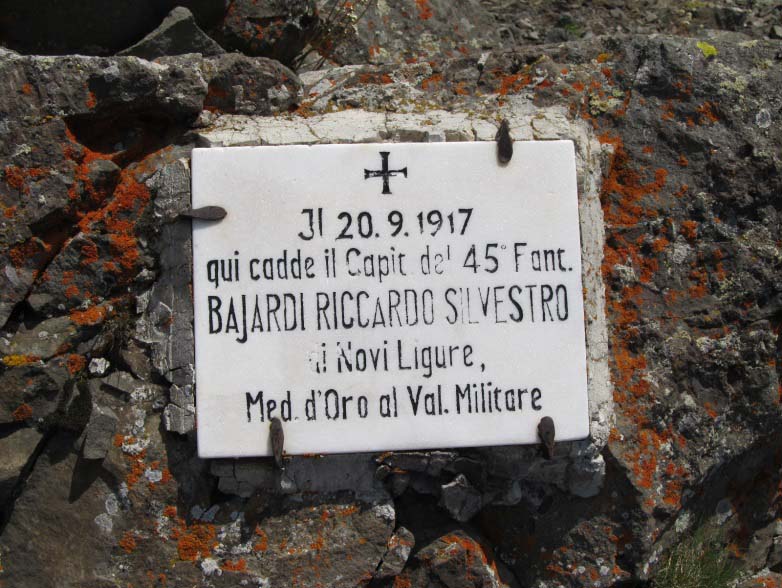 Il 20.9.1917
qui cadde il Capit. del 45° Fant.
BAJARDI RICCARDO SILVESTRO
di Novi Ligure,
Med. d'Oro al Val. Militare